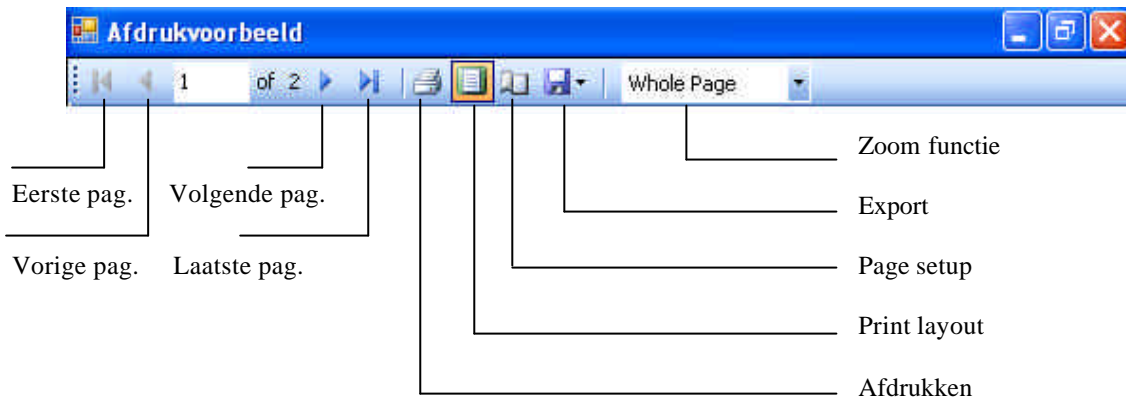 Afdrukvoorbeeld
1 of 2 Whole Page
Zoom functie
Eerste pag. Volgende pag.
Export
Vorige pag. Laatste pag.
Page setup
Print layout
Afdrukken